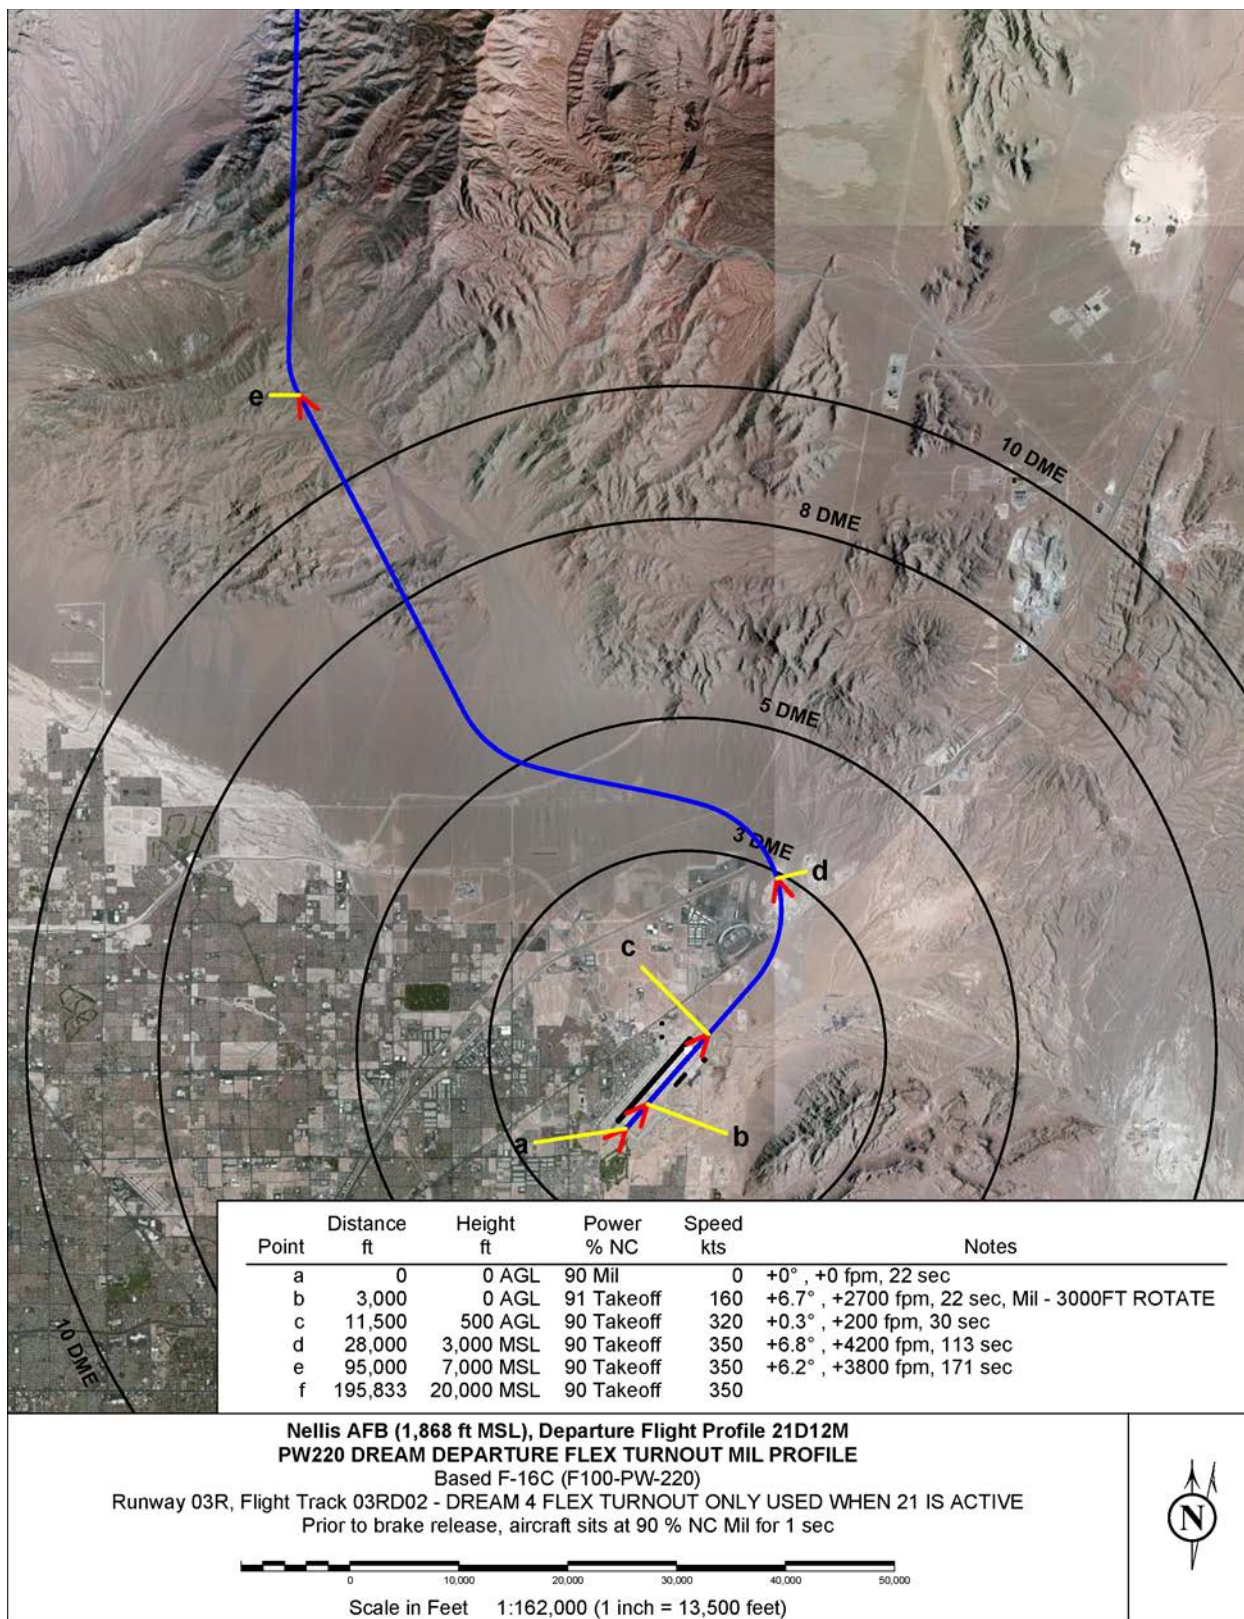 e
10 DME
8 DME
5 DME
3 DME
d
c
a
b
10 DME
Point Distance ft Height ft Power % NC Speed kts Notes
a 0 0 AGL 90 Mil 0 +0° , +0 fpm, 22 sec
b 3,000 0 AGL 91 Takeoff 160 +6.7° , +2700 fpm, 22 sec, Mil - 3000FT ROTATE
c 11,500 500 AGL 90 Takeoff 320 +0.3° , +200 fpm, 30 sec
d 28,000 3,000 MSL 90 Takeoff 350 +6.8° , +4200 fpm, 113 sec
e 95,000 7,000 MSL 90 Takeoff 350 +6.2° , +3800 fpm, 171 sec
f 195,833 20,000 MSL 90 Takeoff 350
Nellis AFB (1,868 ft MSL), Departure Flight Profile 21D12M
PW220 DREAM DEPARTURE FLEX TURNOUT MIL PROFILE
Based F-16C (F100-PW-220)
Runway 03R, Flight Track 03RD02 - DREAM 4 FLEX TURNOUT ONLY USED WHEN 21 IS ACTIVE
Prior to brake release, aircraft sits at 90 % NC Mil for 1 sec
N
0 10,000 20,000 30,000 40,000 50,000
Scale in Feet 1:162,000 (1 inch = 13,500 feet)